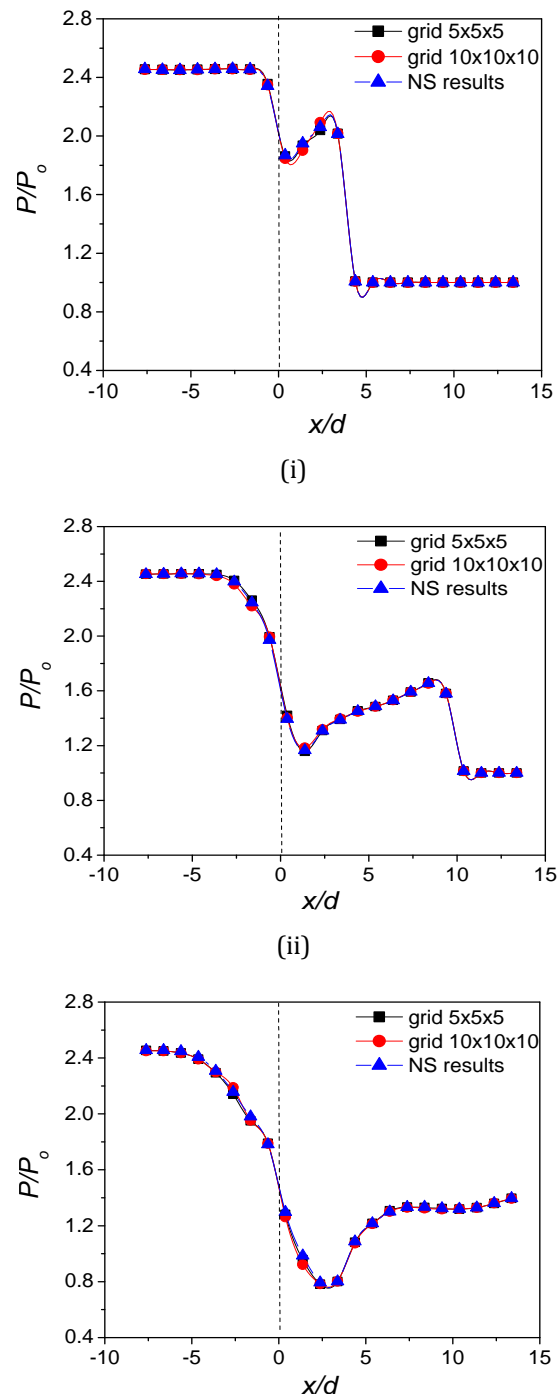 2.8
2.4
2.0
1.6
1.2
0.8
0.4
P/Po
grid 5x5x5
grid 10x10x10
NS results
-10 -5 0 5 10 15
x/d
(i)
2.8
2.4
2.0
1.6
1.2
0.8
0.4
P/Po
grid 5x5x5
grid 10x10x10
NS results
-10 -5 0 5 10 15
x/d
(ii)
2.8
2.4
2.0
1.6
1.2
0.8
0.4
P/Po
grid 5x5x5
grid 10x10x10
NS results
-10 -5 0 5 10 15
x/d